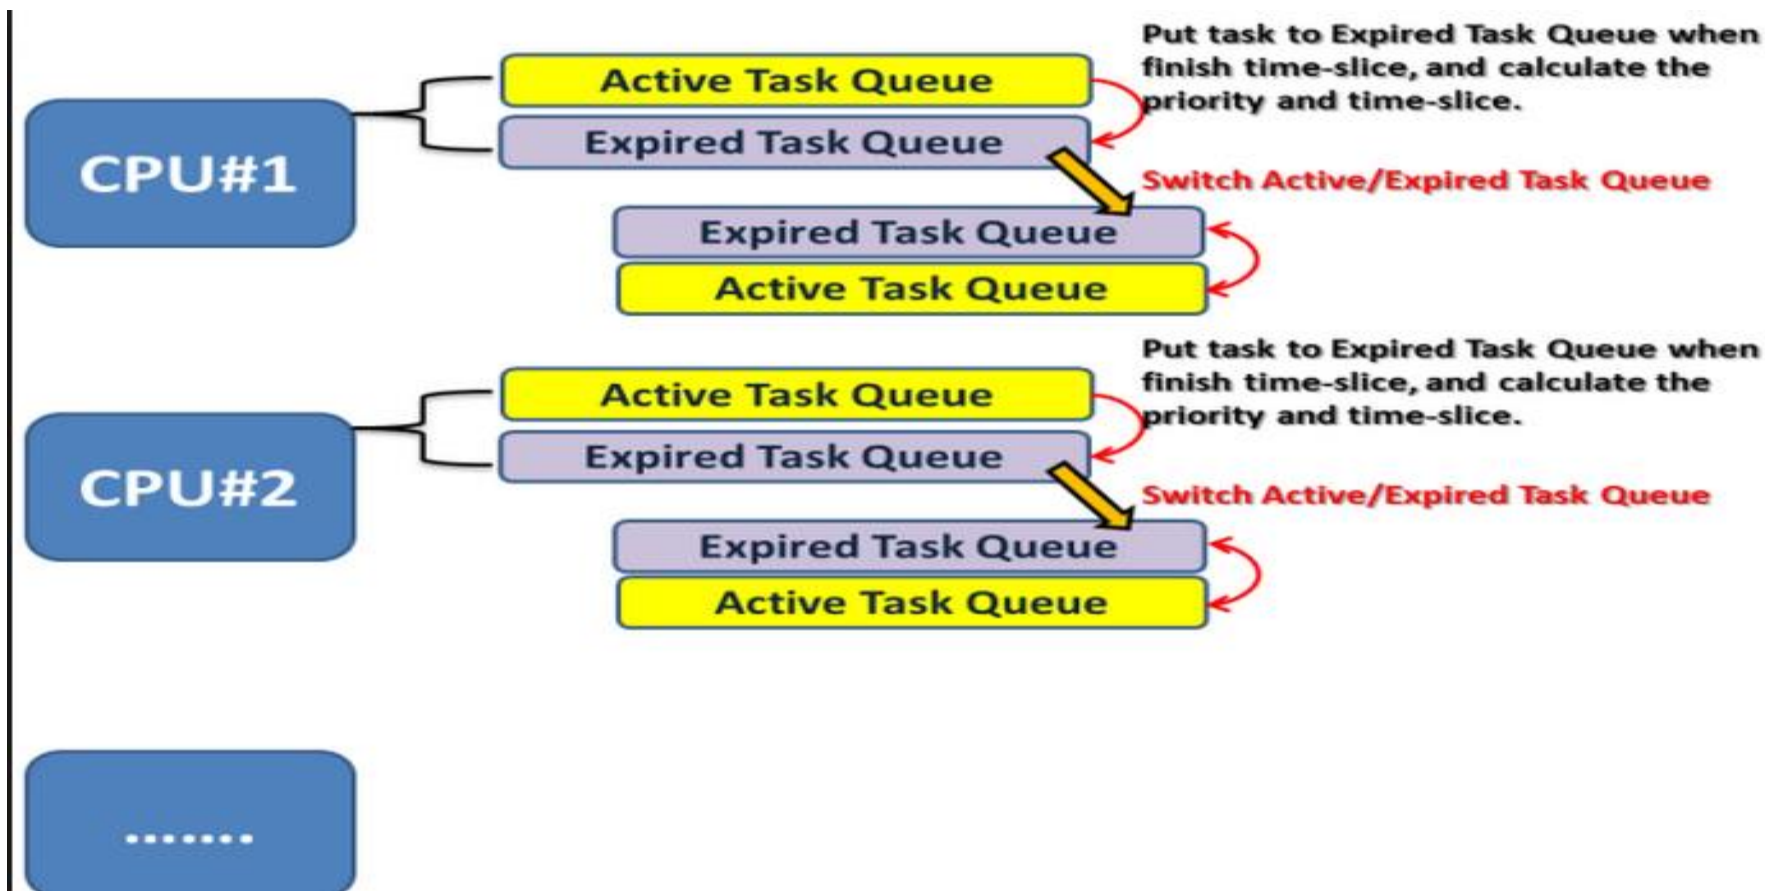 CPU#1
Active Task Queue
Expired Task Queue
Put task to Expired Task Queue when
finish time-slice, and calculate the
priority and time-slice.
Switch Active/Expired Task Queue
Expired Task Queue
Active Task Queue
CPU#2
Active Task Queue
Expired Task Queue
Put task to Expired Task Queue when
finish time-slice, and calculate the
priority and time-slice.
Switch Active/Expired Task Queue
Expired Task Queue
Active Task Queue
.......